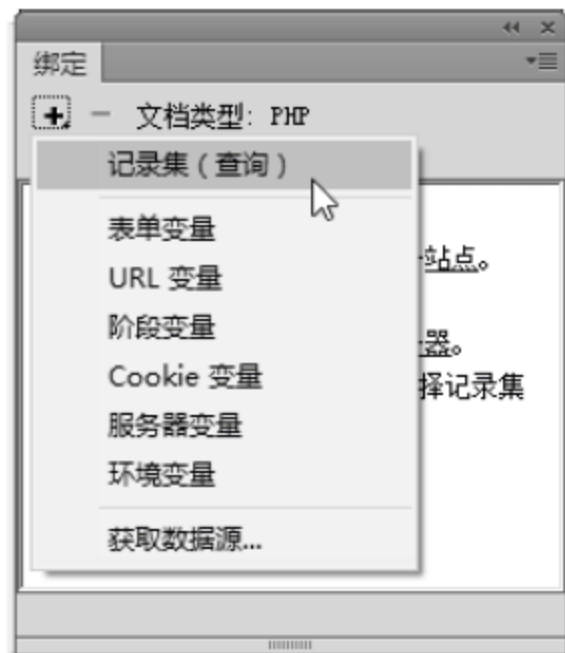 绑定
文档类型: PHP
记录集（查询）
表单变量
站点。
URL 变量
阶段变量
器。
Cookie 变量
择记录集
服务器变量
环境变量
获取数据源...